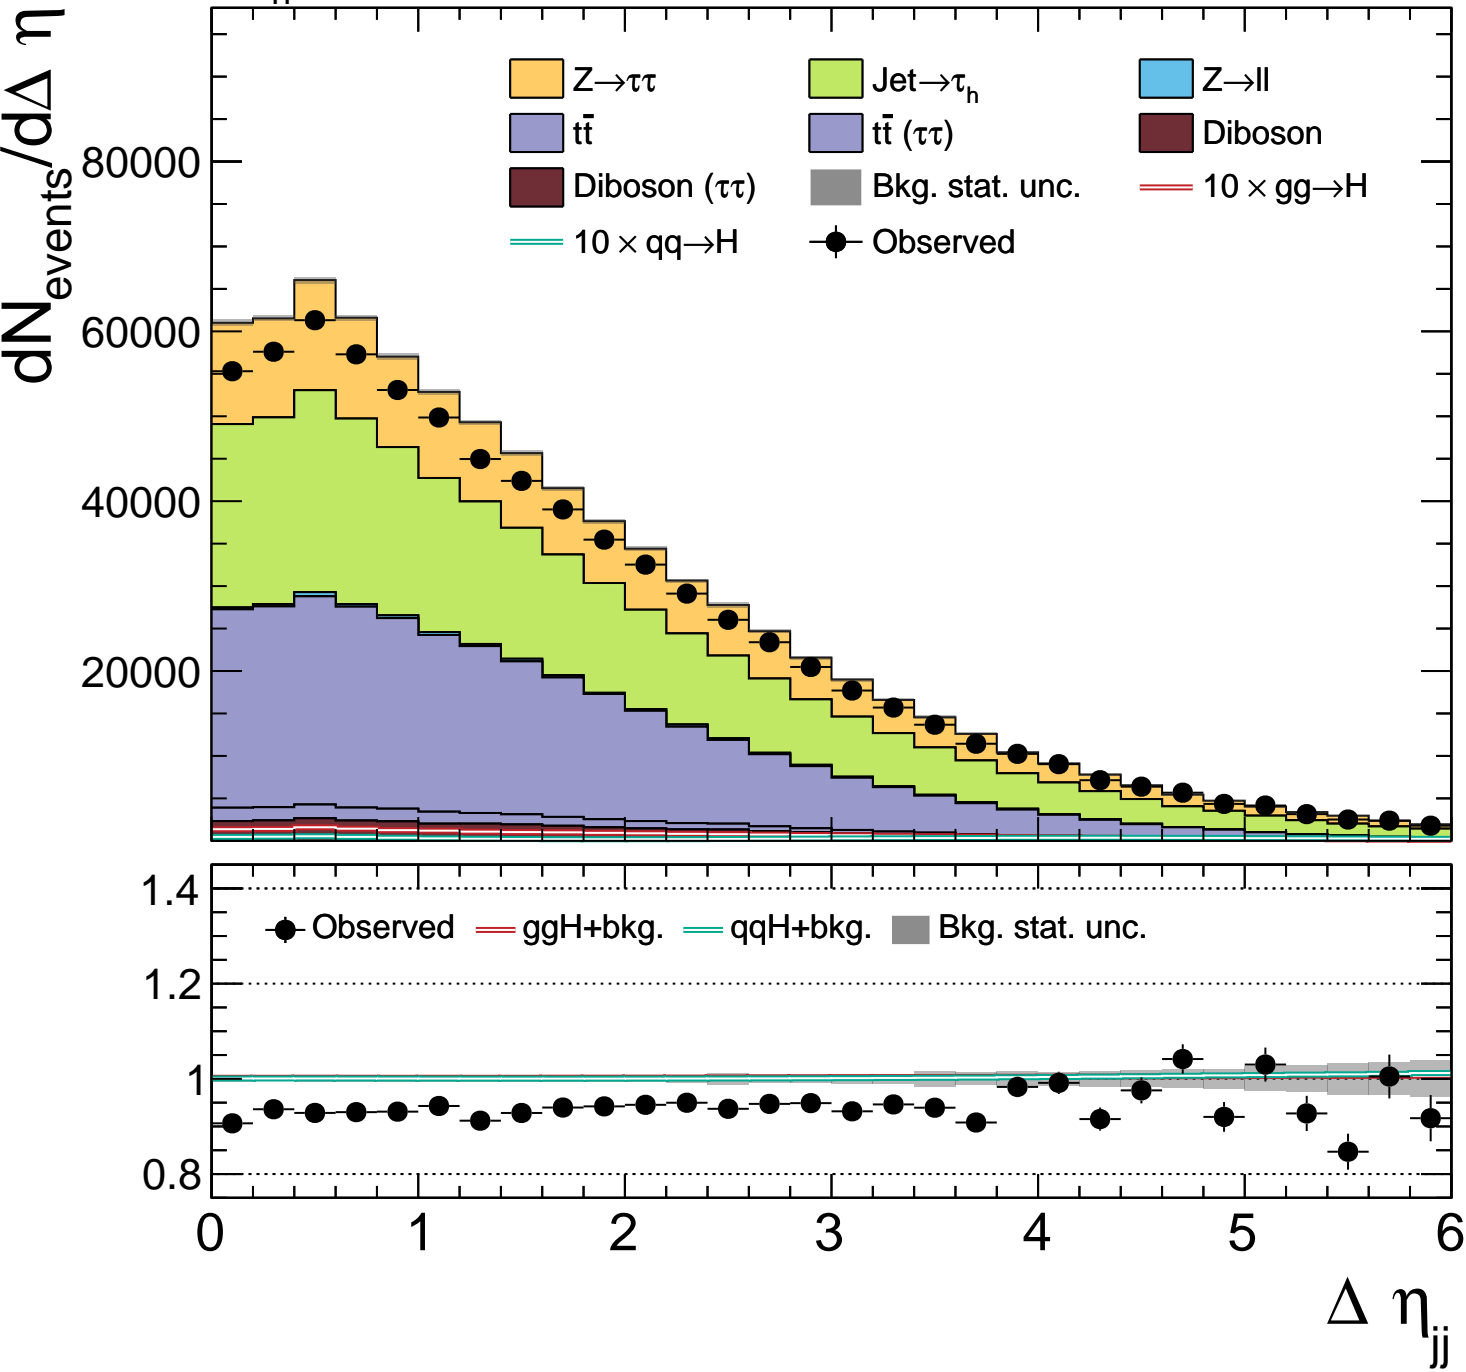 dN_events/dΔ η
Z→ττ Jet→τ_h Z→ll
tt̄ tt̄ (ττ) Diboson
Diboson (ττ) Bkg. stat. unc. 10 × gg→H
10 × qq→H Observed
80000
60000
40000
20000
1.4
Observed ggH+bkg. qqH+bkg. Bkg. stat. unc.
1.2
1
0.8
0 1 2 3 4 5 6
Δ η_jj